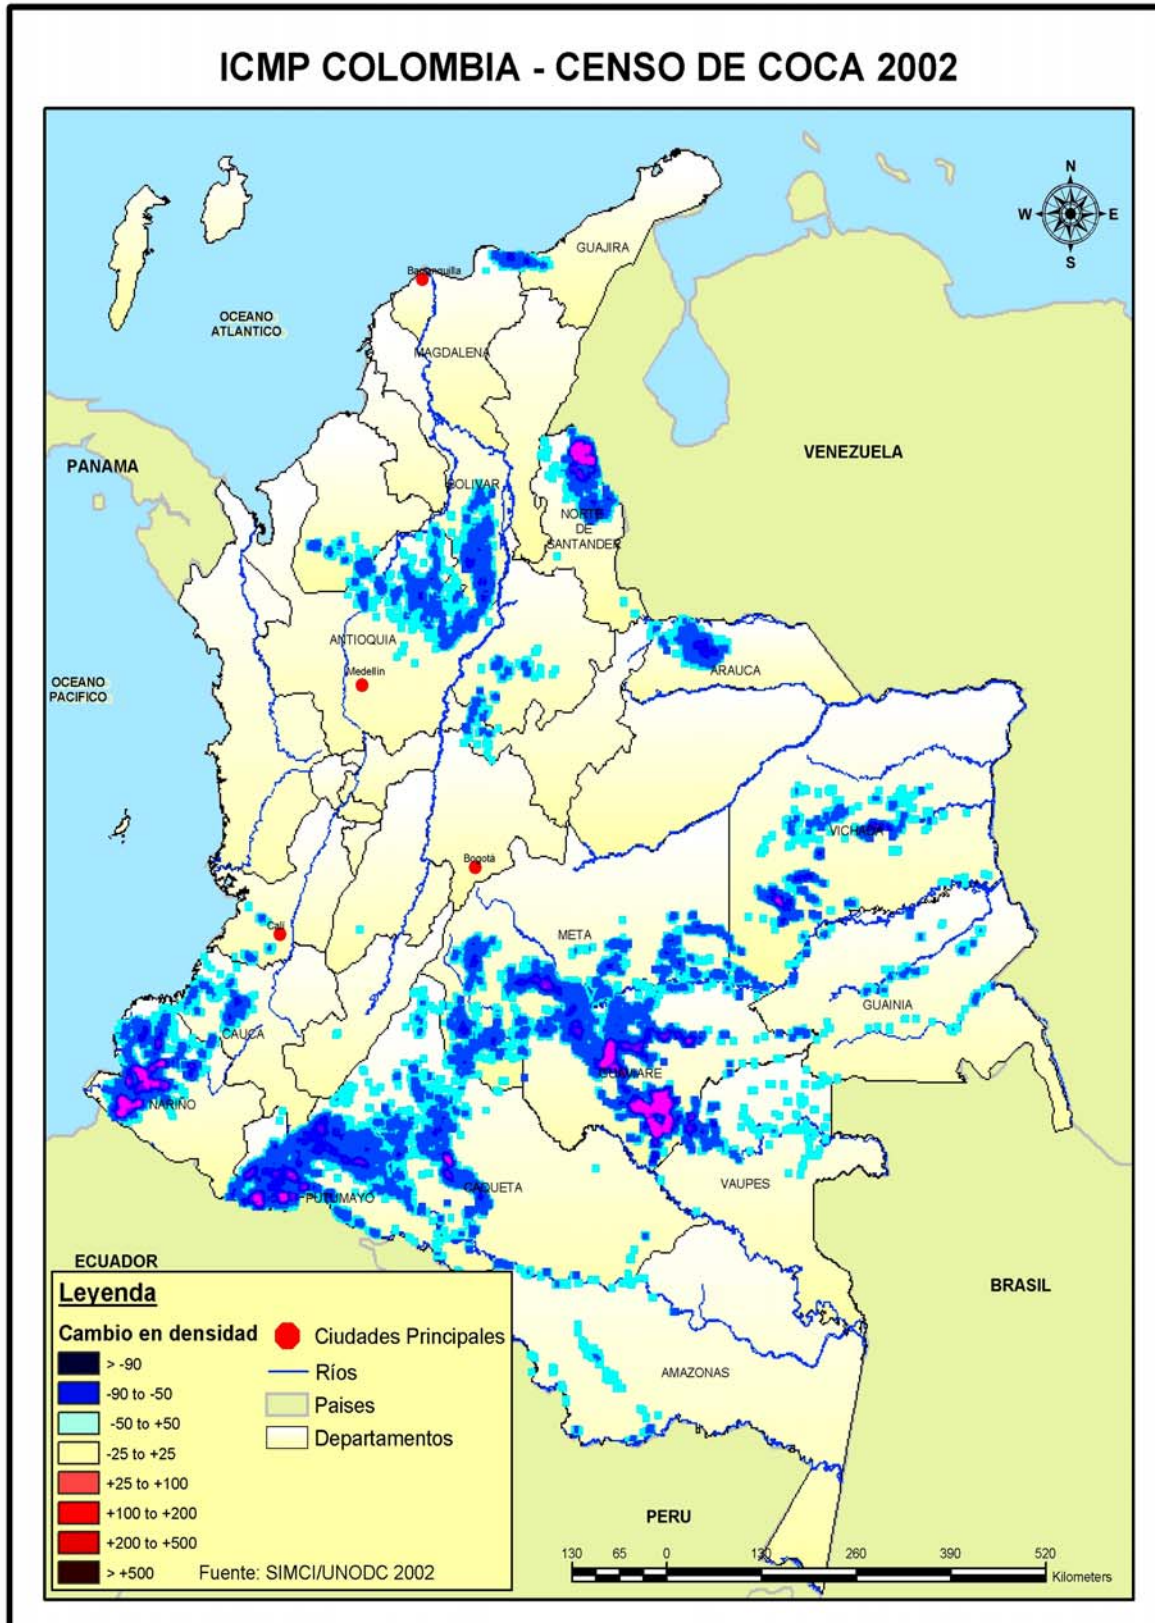 ICMP COLOMBIA - CENSO DE COCA 2002
N
W
E
S
GUAJIRA
Barranquilla
OCEANO
ATLANTICO
MAGDALENA
VENEZUELA
PANAMA
BOLIVAR
NORTE
DE
SANTANDER
ANTIOQUIA
Medellin
ARAUCA
OCEANO
PACIFICO
VICHADA
Bogotá
Cali
META
GUAINIA
CAUCA
GUAVIARE
NARIÑO
VAUPES
CAQUETA
PUTUMAYO
ECUADOR
BRASIL
AMAZONAS
PERU
Leyenda
Cambio en densidad
> -90
-90 to -50
-50 to +50
-25 to +25
+25 to +100
+100 to +200
+200 to +500
> +500
Ciudades Principales
Ríos
Paises
Departamentos
Fuente: SIMCI/UNODC 2002
130 65 0 130 260 390 520
Kilometers